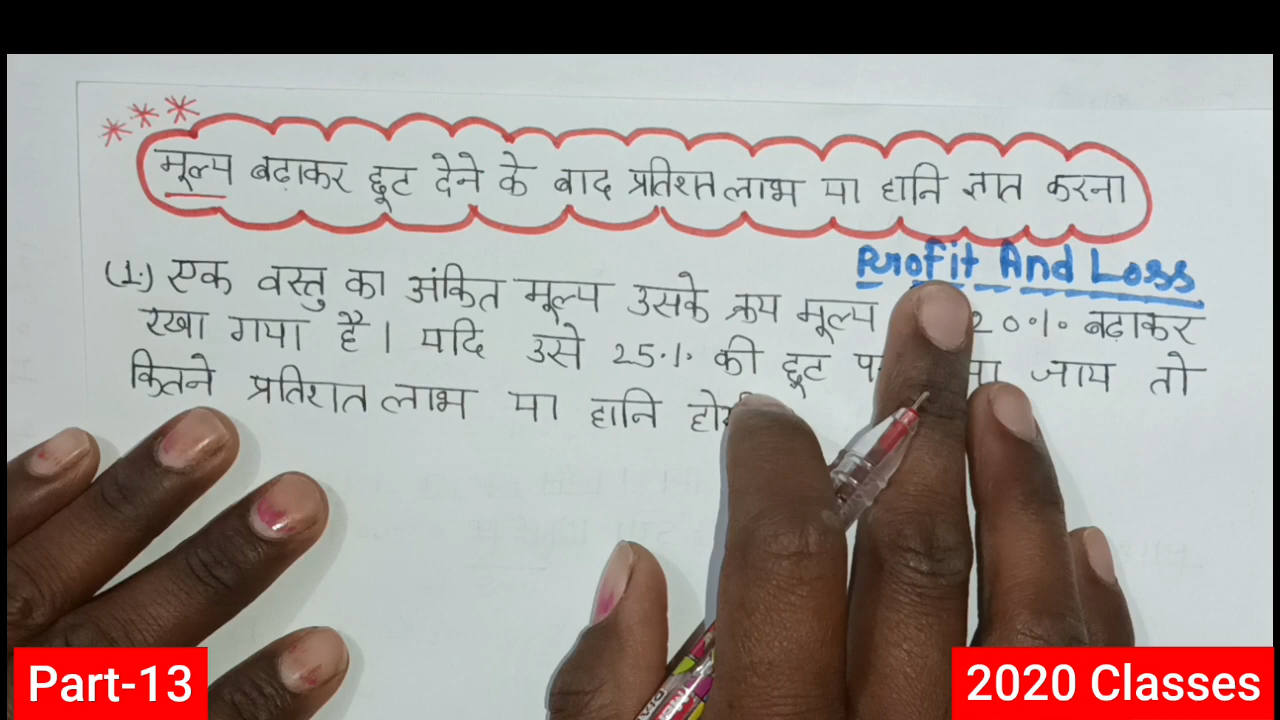 मूल्य बढ़ाकर छूट देने के बाद प्रतिशत लाभ या हानि ज्ञात करना
Profit And Loss
(1.) एक वस्तु का अंकित मूल्य उसके क्रय मूल्य 20% बढ़ाकर
रखा गया है। यदि उसे 25% की छूट जाय तो
कितने प्रतिशत लाभ या हानि
Part-13
2020 Classes